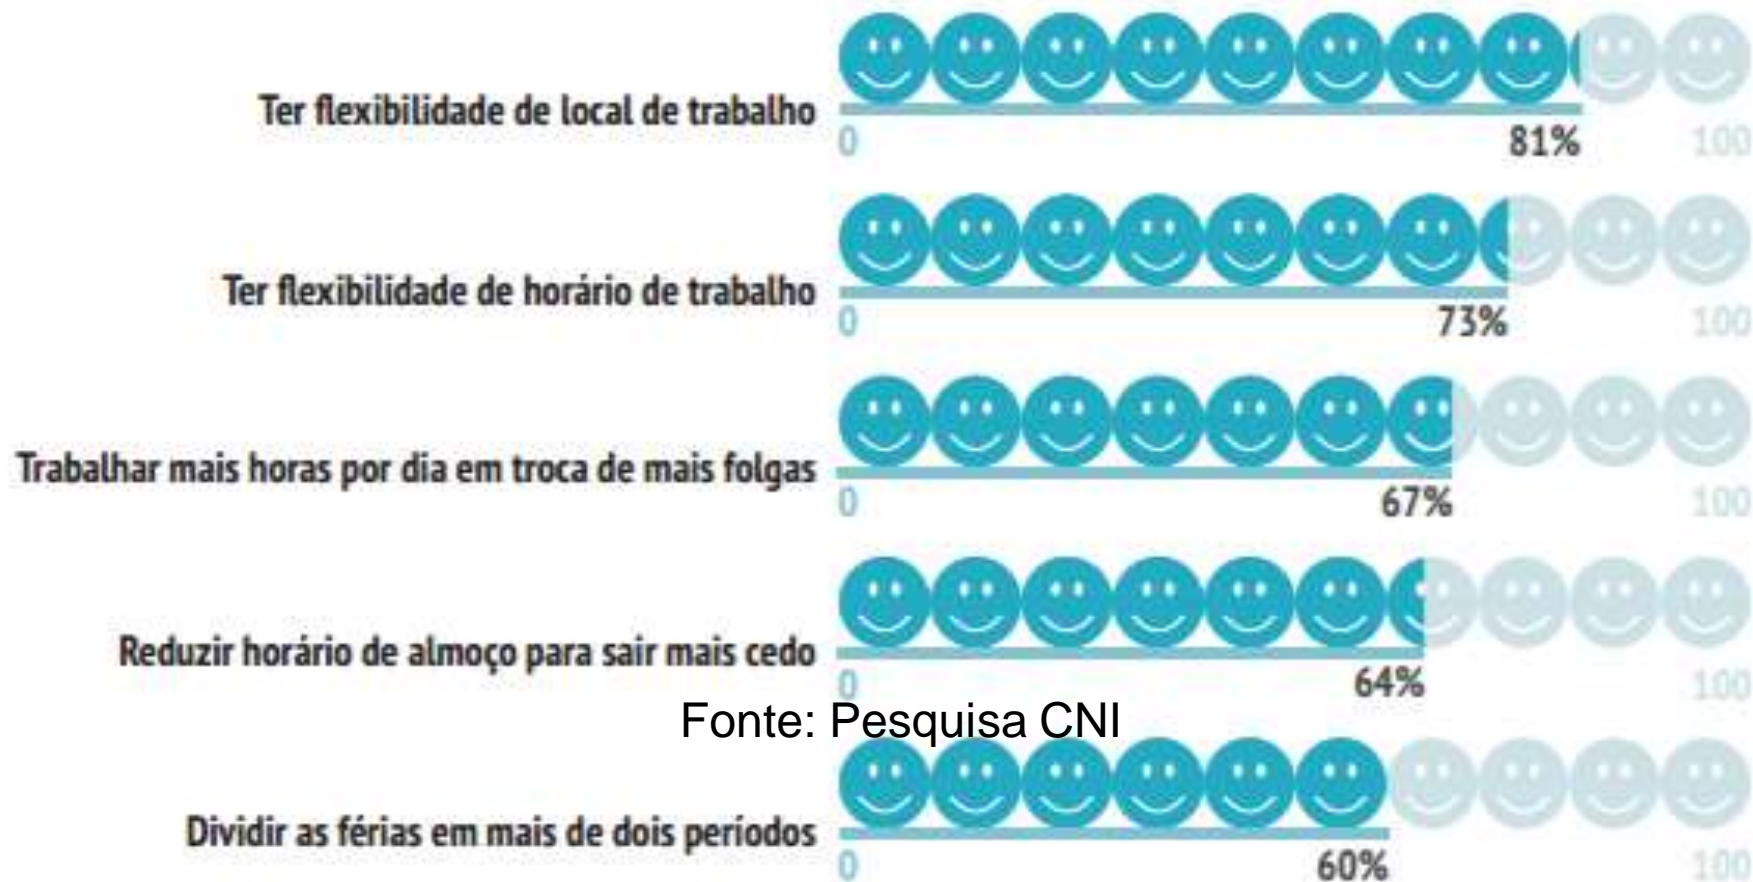 Ter flexibilidade de local de trabalho
0 81% 100
Ter flexibilidade de horário de trabalho
0 73% 100
Trabalhar mais horas por dia em troca de mais folgas
0 67% 100
Reduzir horário de almoço para sair mais cedo
0 64% 100
Fonte: Pesquisa CNI
Dividir as férias em mais de dois períodos
0 60% 100